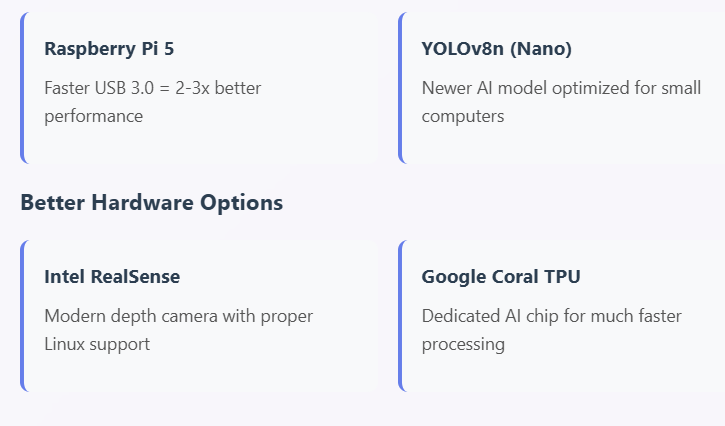 Raspberry Pi 5
Faster USB 3.0 = 2-3x better
performance
YOLOv8n (Nano)
Newer AI model optimized for small
computers
Better Hardware Options
Intel RealSense
Modern depth camera with proper
Linux support
Google Coral TPU
Dedicated AI chip for much faster
processing